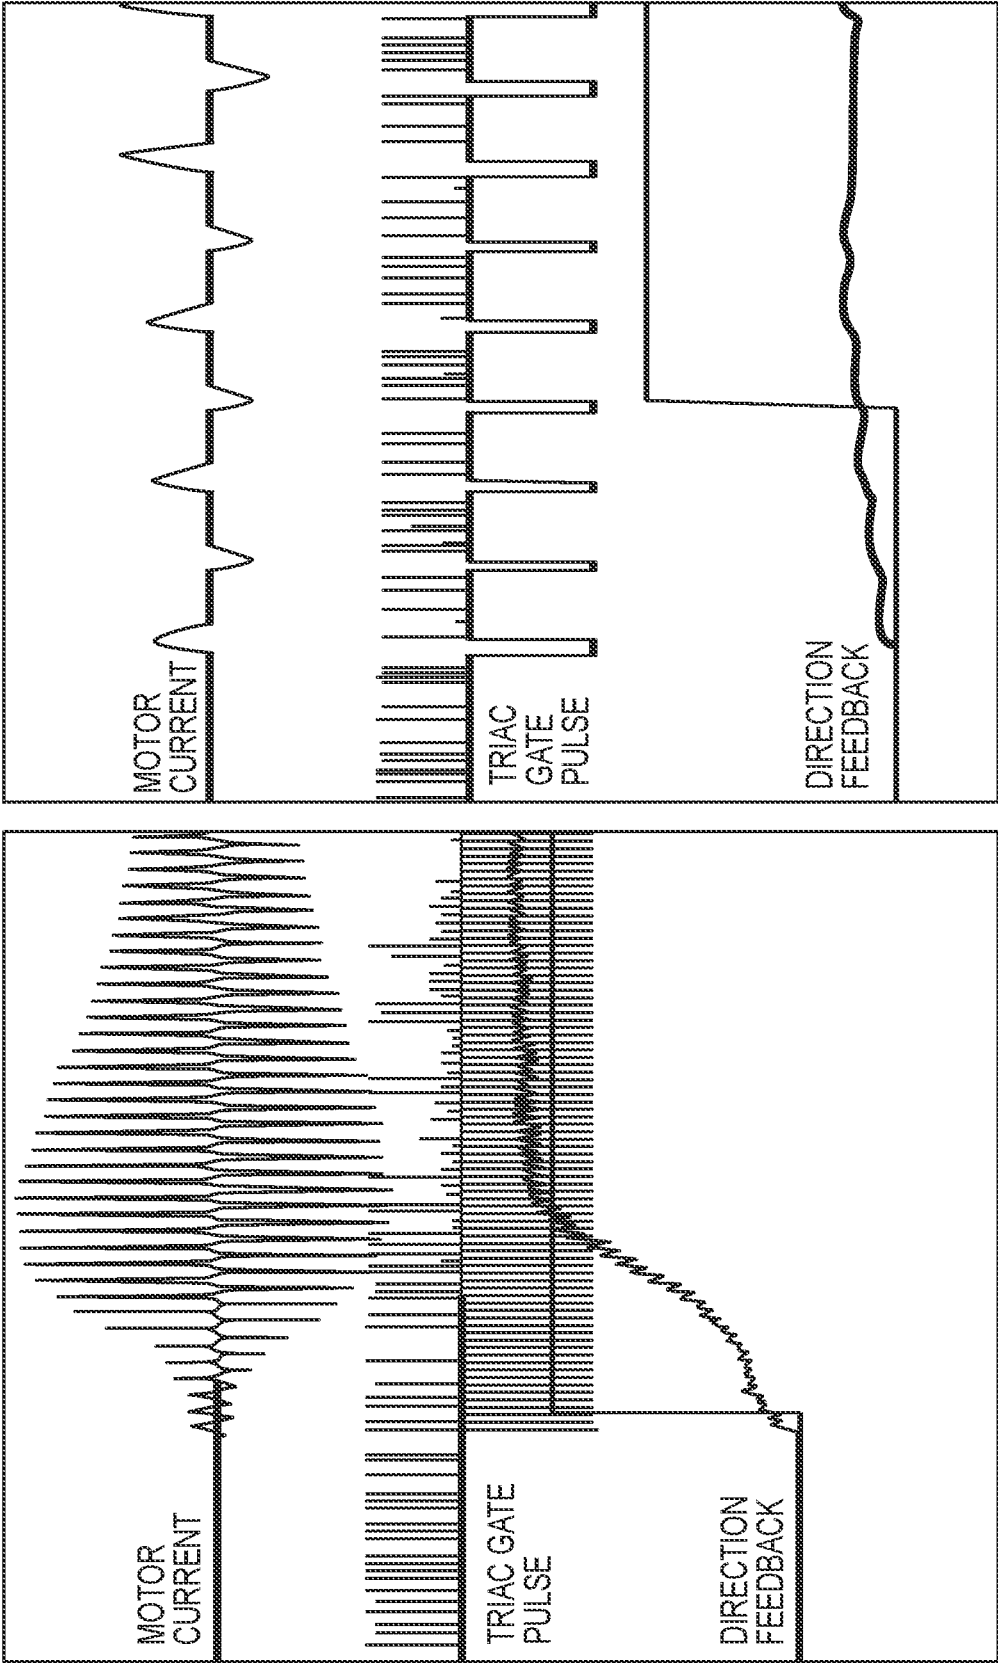 MOTOR
CURRENT
TRIAC
GATE
PULSE
DIRECTION
FEEDBACK
MOTOR
CURRENT
TRIAC GATE
PULSE
DIRECTION
FEEDBACK